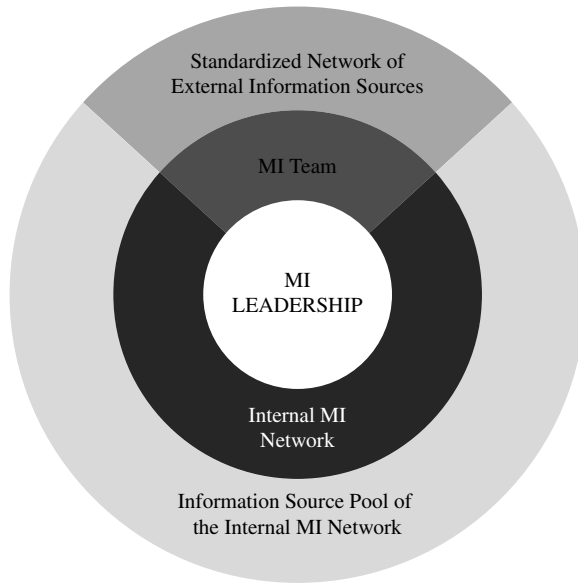 Standardized Network of
External Information Sources
MI Team
MI
LEADERSHIP
Internal MI
Network
Information Source Pool of
the Internal MI Network